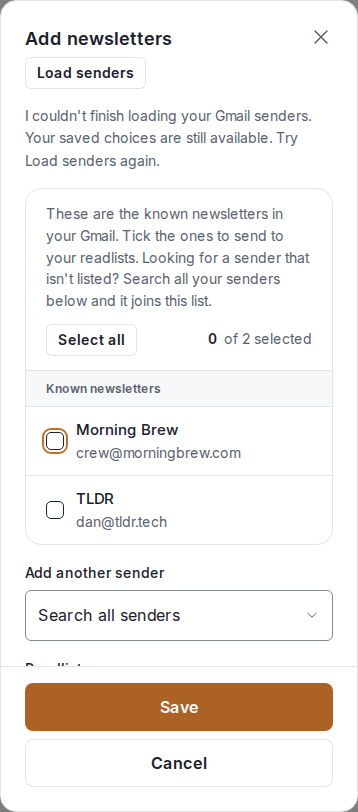 Add newsletters
Load senders
I couldn't finish loading your Gmail senders.
Your saved choices are still available. Try
Load senders again.
These are the known newsletters in
your Gmail. Tick the ones to send to
your readlists. Looking for a sender that
isn't listed? Search all your senders
below and it joins this list.
Select all
0 of 2 selected
Known newsletters
Morning Brew
crew@morningbrew.com
TLDR
dan@tldr.tech
Add another sender
Search all senders
Save
Cancel